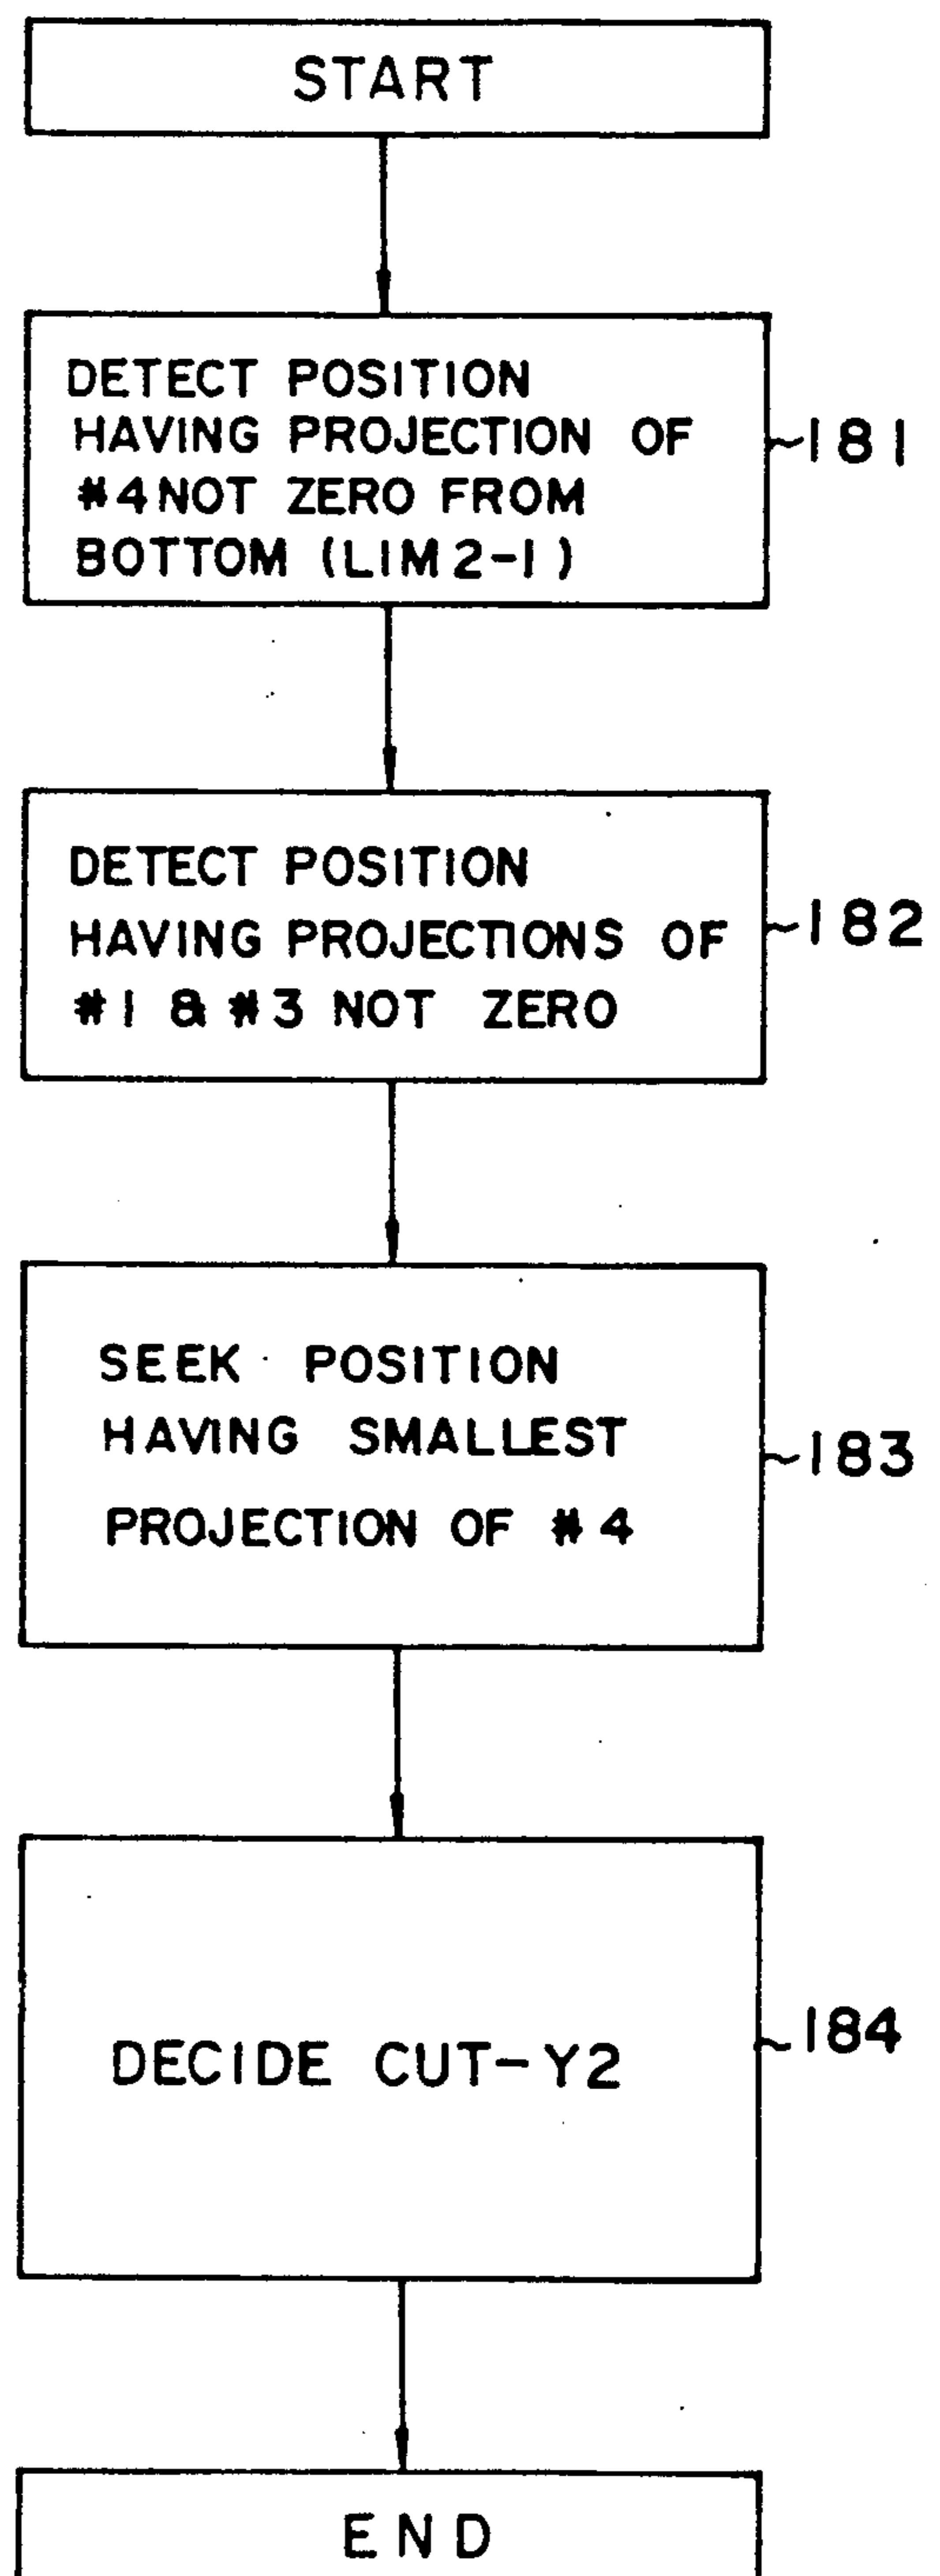 START
DETECT POSITION
HAVING PROJECTION OF
#4 NOT ZERO FROM
BOTTOM (LIM2-1)
181
DETECT POSITION
HAVING PROJECTIONS OF
#1 & #3 NOT ZERO
182
SEEK POSITION
HAVING SMALLEST
PROJECTION OF #4
183
DECIDE CUT-Y2
184
END